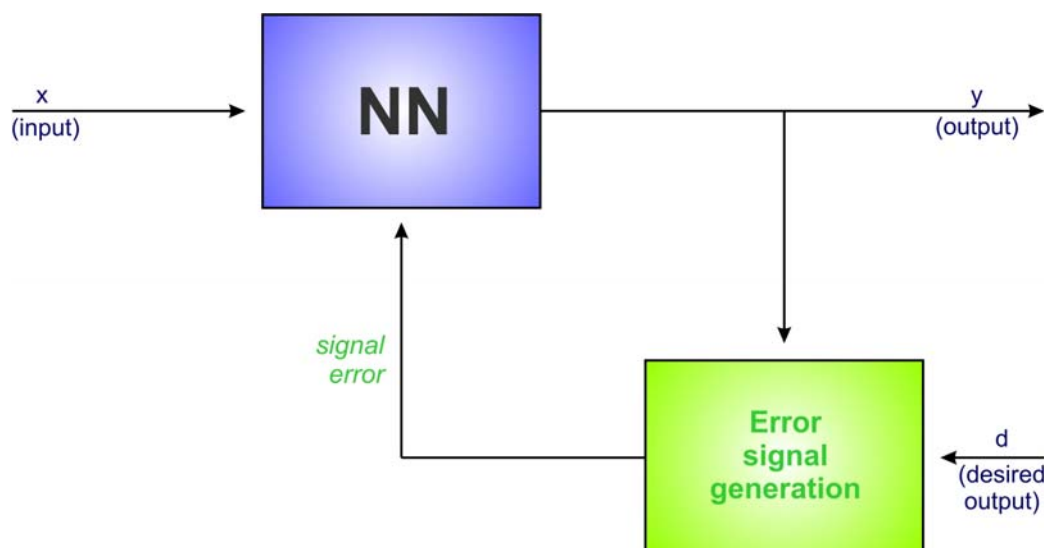 x
(input)
NN
y
(output)
signal
error
Error
signal
generation
d
(desired
output)